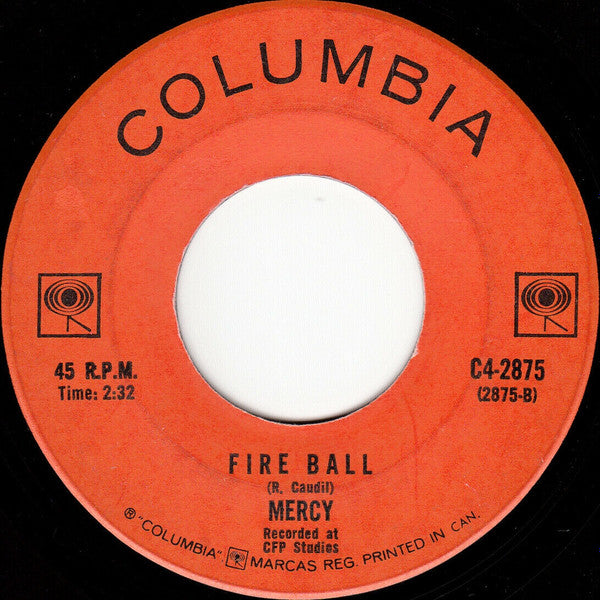 COLUMBIA
45 R.P.M.
Time: 2:32
C4-2875
(2875-B)
FIRE BALL
(R. Caudil)
MERCY
Recorded at
CFP Studios
® "COLUMBIA", MARCAS REG. PRINTED IN CAN.